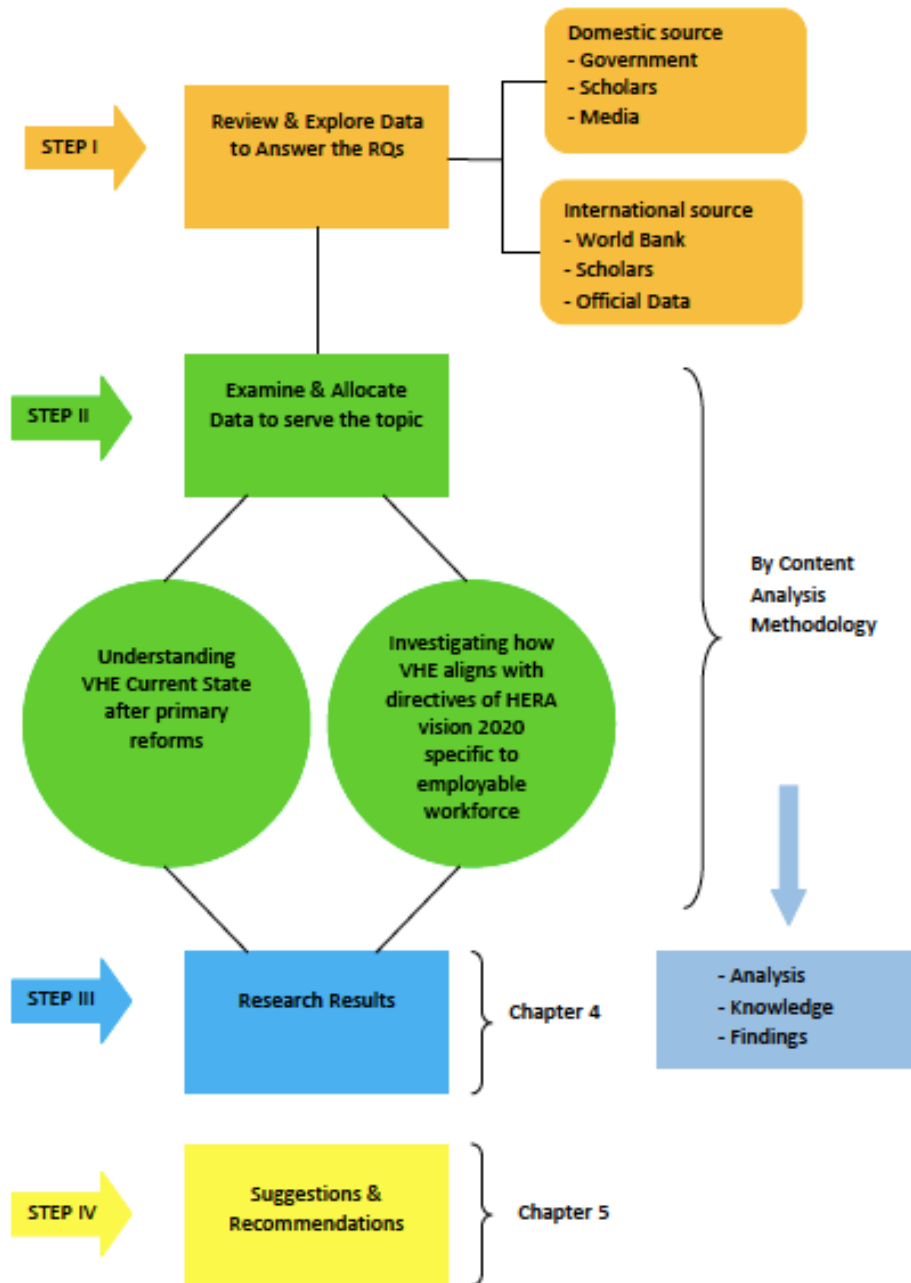 STEP I
Review & Explore Data
to Answer the RQs
Domestic source
- Government
- Scholars
- Media
International source
- World Bank
- Scholars
- Official Data
STEP II
Examine & Allocate
Data to serve the topic
Understanding
VHE Current State
after primary
reforms
Investigating how
VHE aligns with
directives of HERA
vision 2020
specific to
employable
workforce
By Content
Analysis
Methodology
STEP III
Research Results
Chapter 4
- Analysis
- Knowledge
- Findings
STEP IV
Suggestions &
Recommendations
Chapter 5